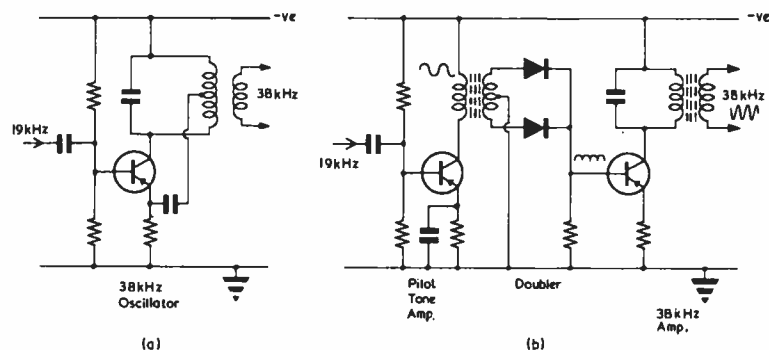 -ve
38kHz
19kHz
38kHz
Oscillator
(a)
-ve
38kHz
19kHz
Pilot
Tone
Amp.
Doubler
38kHz
Amp.
(b)